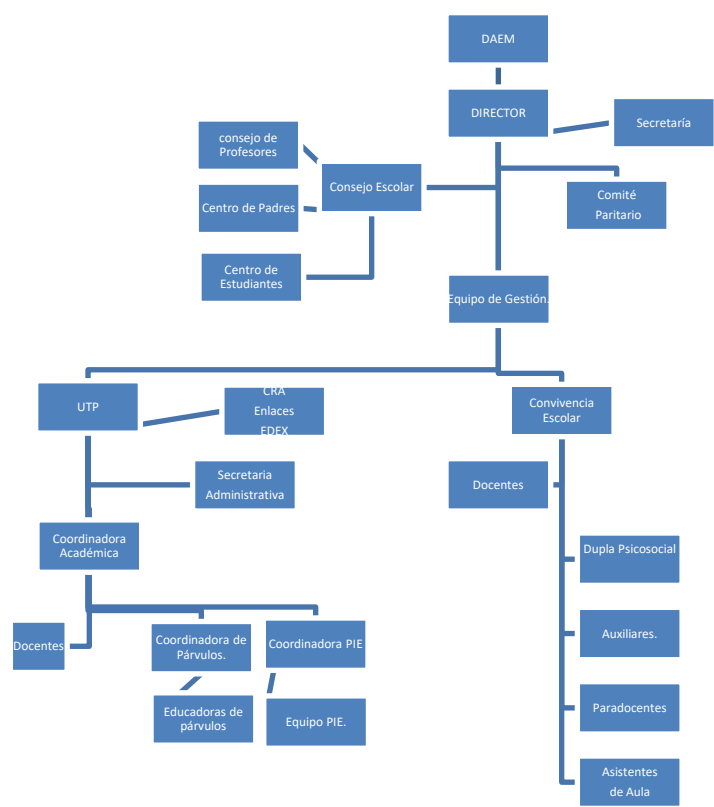 DAEM
DIRECTOR
Secretaría
consejo de
Profesores
Consejo Escolar
Comité
Paritario
Centro de Padres
Centro de
Estudiantes
Equipo de Gestión.
UTP
CRA
Enlaces
EDEX
Convivencia
Escolar
Secretaria
Administrativa
Docentes
Coordinadora
Académica
Dupla Psicosocial
Docentes
Coordinadora de
Párvulos.
Coordinadora PIE
Auxiliares.
Educadoras de
párvulos
Equipo PIE.
Paradocentes
Asistentes
de Aula